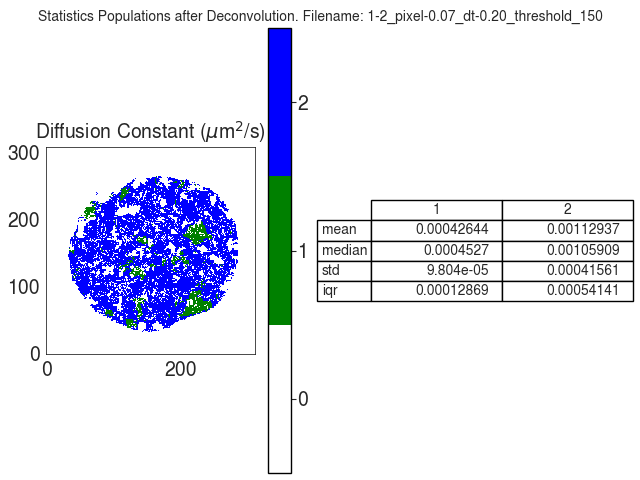 Statistics Populations after Deconvolution. Filename: 1-2_pixel-0.07_dt-0.20_threshold_150
Diffusion Constant (μm²/s)
300
200
100
0
0 200
2
1
0
1 2
mean 0.00042644 0.00112937
median 0.0004527 0.00105909
std 9.804e-05 0.00041561
iqr 0.00012869 0.00054141